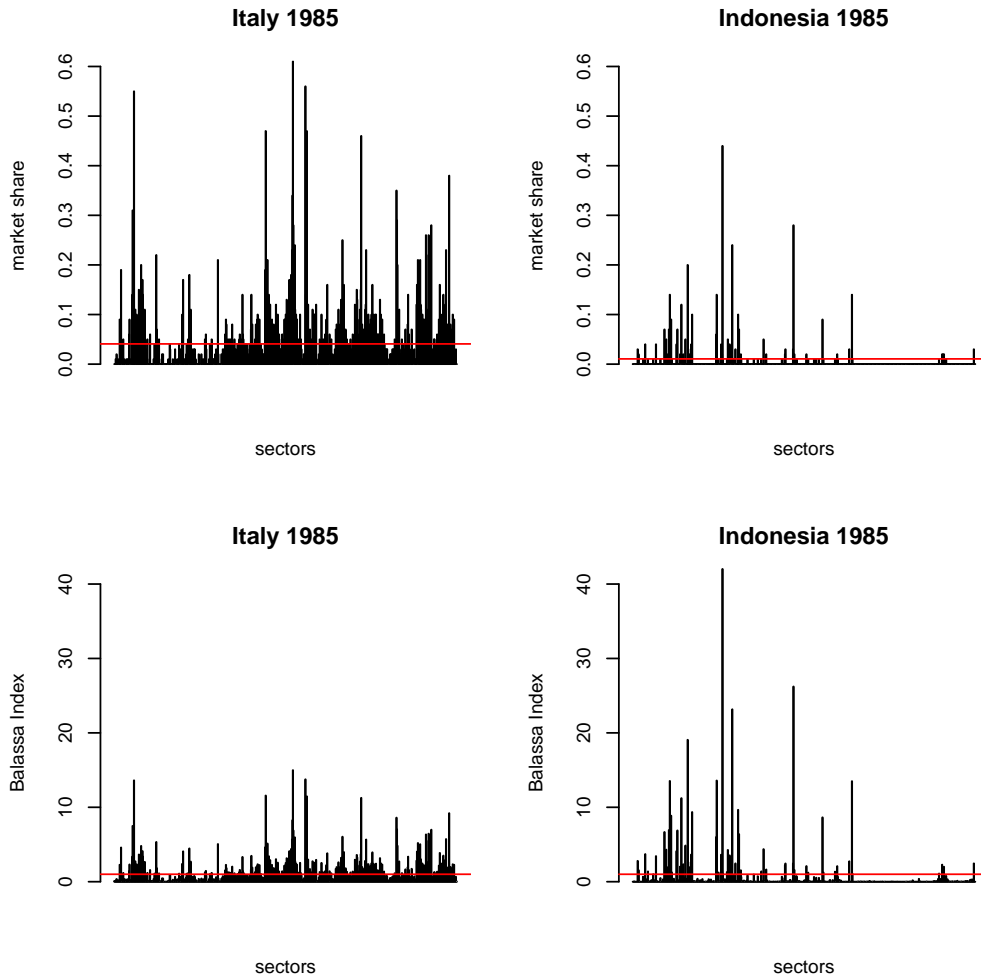 Italy 1985
market share
0.0 0.1 0.2 0.3 0.4 0.5 0.6
sectors
Indonesia 1985
market share
0.0 0.1 0.2 0.3 0.4 0.5 0.6
sectors
Italy 1985
Balassa Index
0 10 20 30 40
sectors
Indonesia 1985
Balassa Index
0 10 20 30 40
sectors